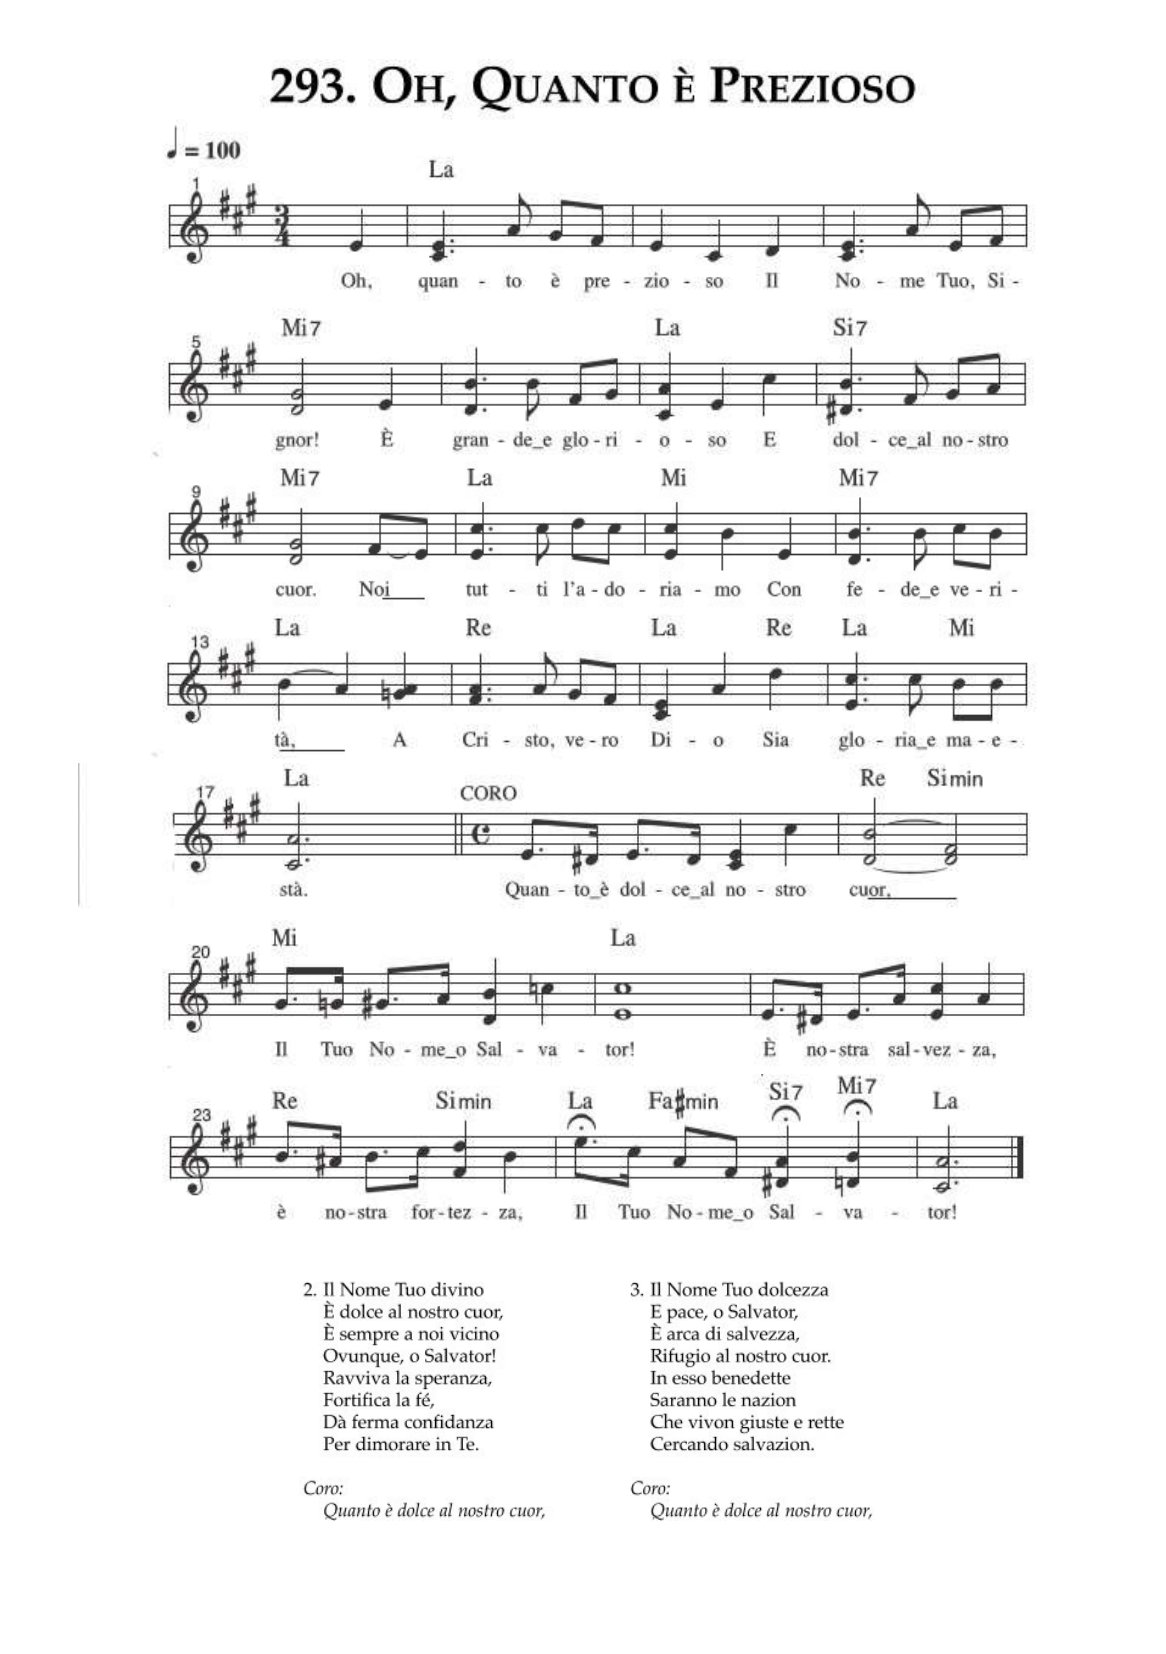 293. Oh, Quanto è Prezioso
♩ = 100
La
1
3 4
Oh, quan - to è pre - zio - so Il No - me Tuo, Si -
Mi7 La Si7
5
gnor! È gran - de_e glo - ri - o - so E dol - ce_al no - stro
Mi7 La Mi Mi7
9
cuor. Noi___ tut - ti l'a - do - ria - mo Con fe - de_e ve - ri -
La Re La Re La Mi
13
tà,___ A Cri - sto, ve - ro Di - o Sia glo - ria_e ma - e -
La CORO Re Simin
17
stà. Quan - to_è dol - ce_al no - stro cuor,___
Mi La
20
Il Tuo No - me_o Sal - va - tor! È no - stra sal - vez - za,
Re Simin La Fa#min Si7 Mi7 La
23
è no - stra for - tez - za, Il Tuo No - me_o Sal - va - tor!
2. Il Nome Tuo divino
È dolce al nostro cuor,
È sempre a noi vicino
Ovunque, o Salvator!
Ravviva la speranza,
Fortifica la fé,
Dà ferma confidanza
Per dimorare in Te.
Coro:
Quanto è dolce al nostro cuor,
3. Il Nome Tuo dolcezza
E pace, o Salvator,
È arca di salvezza,
Rifugio al nostro cuor.
In esso benedette
Saranno le nazion
Che vivon giuste e rette
Cercando salvazion.
Coro:
Quanto è dolce al nostro cuor,